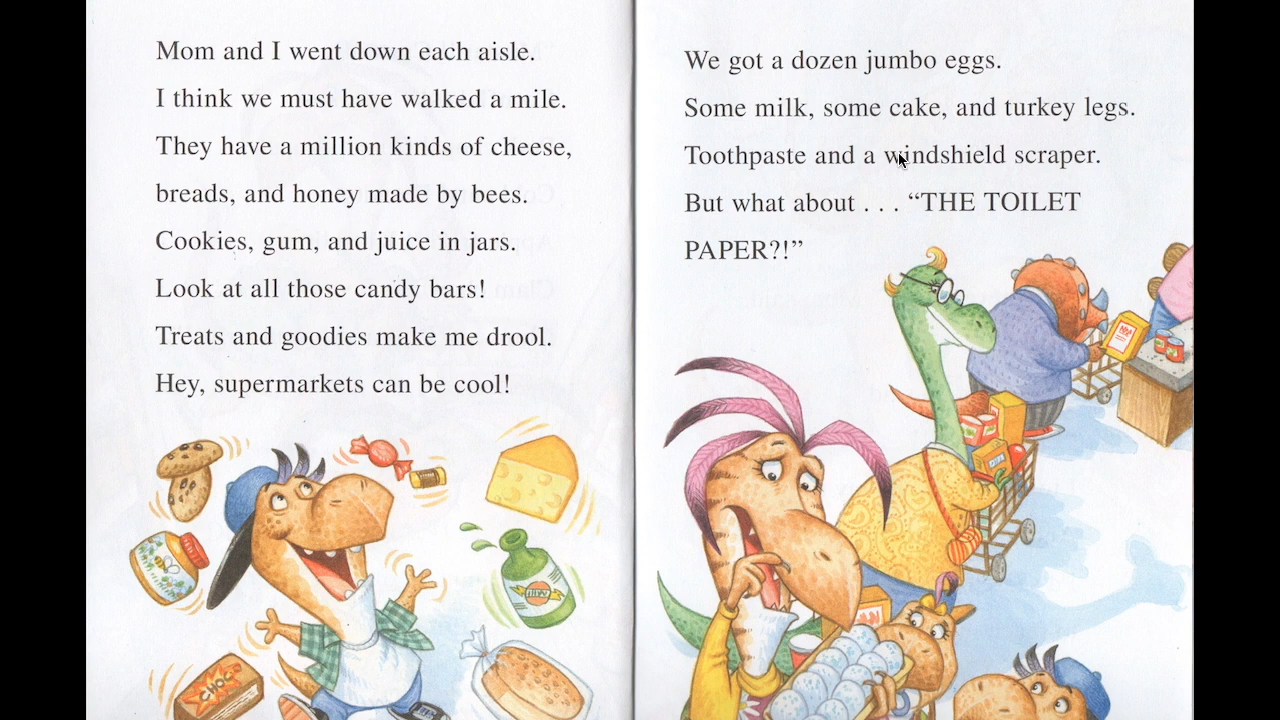 Mom and I went down each aisle.
I think we must have walked a mile.
They have a million kinds of cheese,
breads, and honey made by bees.
Cookies, gum, and juice in jars.
Look at all those candy bars!
Treats and goodies make me drool.
Hey, supermarkets can be cool!
CHOC
We got a dozen jumbo eggs.
Some milk, some cake, and turkey legs.
Toothpaste and a windshield scraper.
But what about . . . “THE TOILET
PAPER?!”